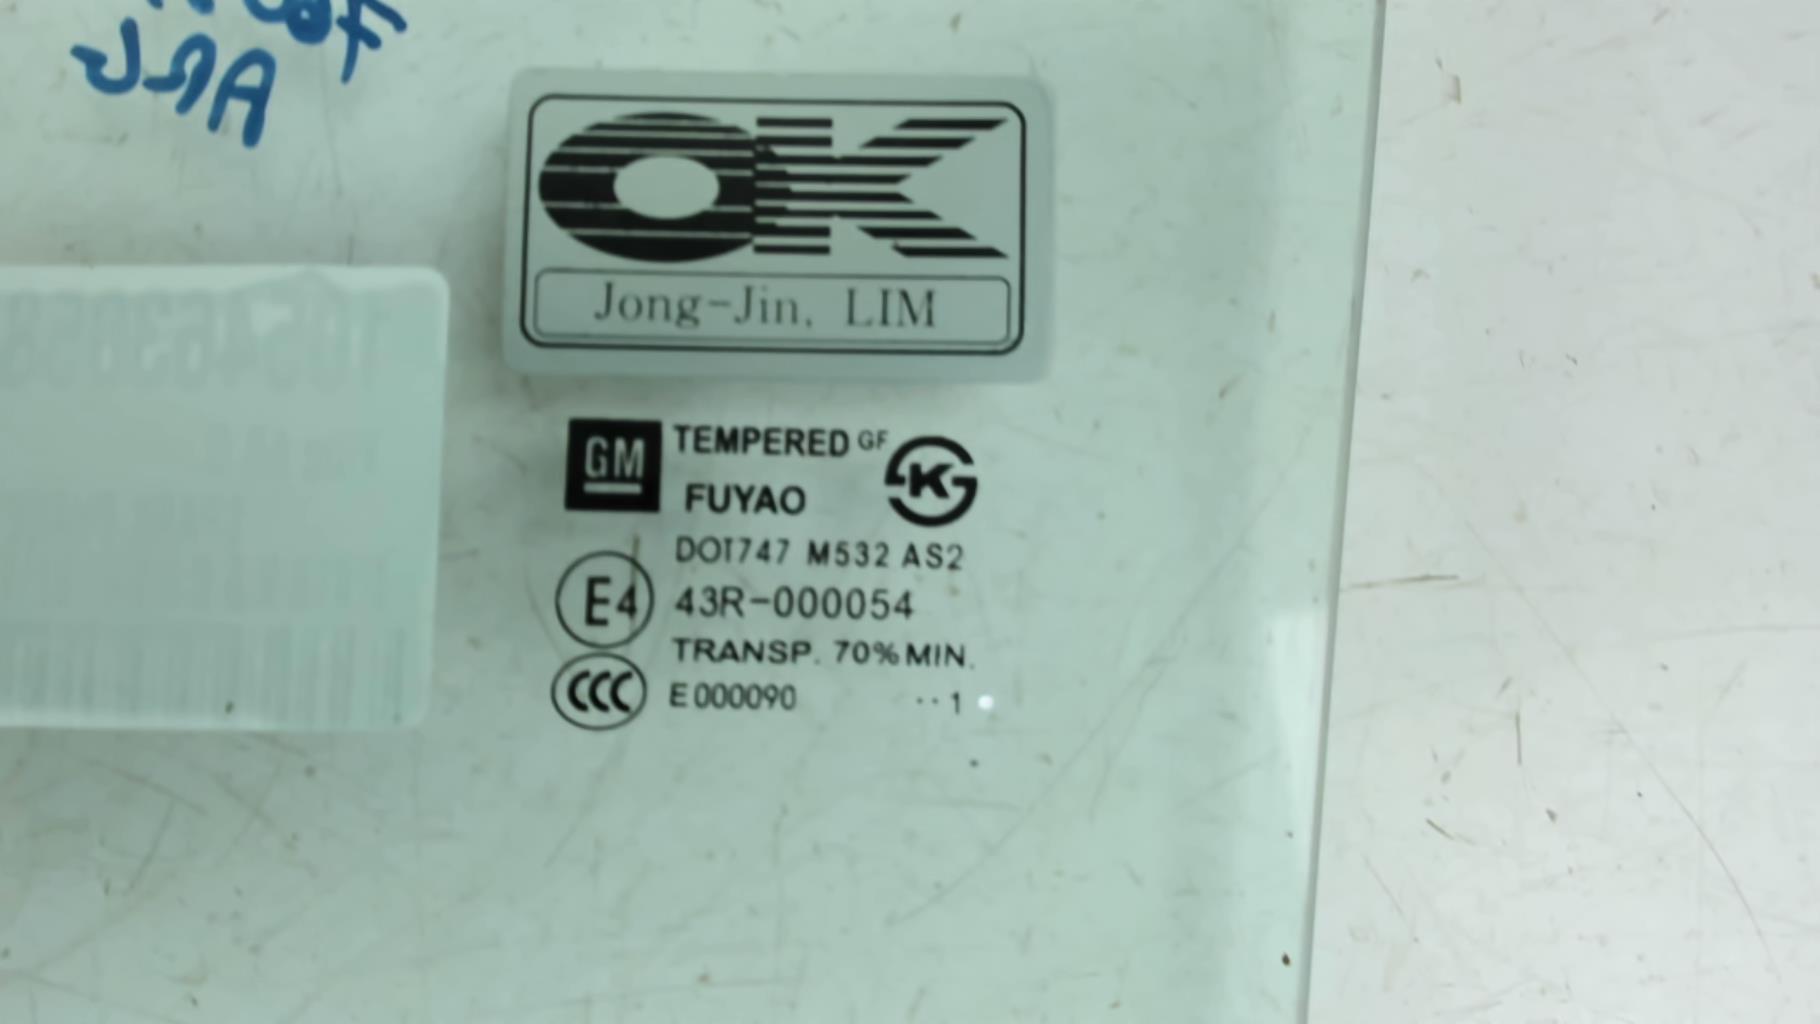 OK
Jong-Jin, LIM
GM TEMPERED GF
FUYAO
DOT747 M532 AS2
E4 43R-000054
TRANSP. 70% MIN.
CCC E000090 ·· 1